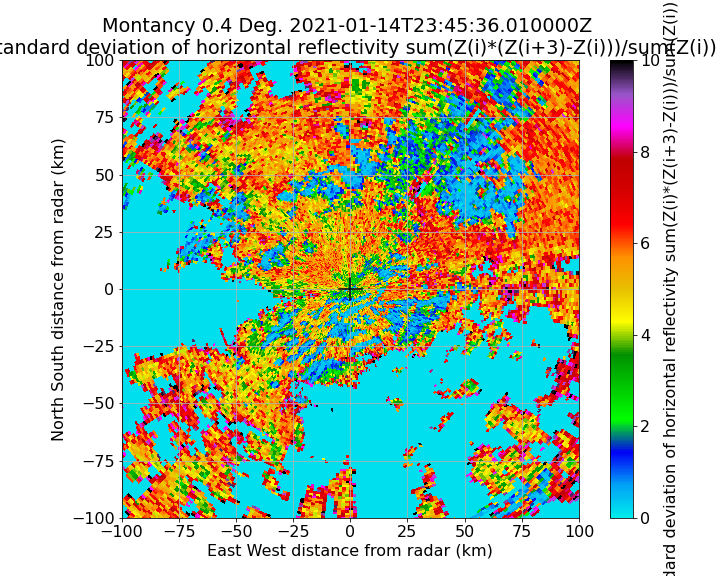 Montancy 0.4 Deg. 2021-01-14T23:45:36.010000Z
tandard deviation of horizontal reflectivity sum(Z(i)*(Z(i+3)-Z(i)))/sum(Z(i))
100
75
50
25
0
−25
−50
−75
−100
North South distance from radar (km)
−100 −75 −50 −25 0 25 50 75 100
East West distance from radar (km)
10
8
6
4
2
0
dard deviation of horizontal reflectivity sum(Z(i)*(Z(i+3)-Z(i)))/sum(Z(i))